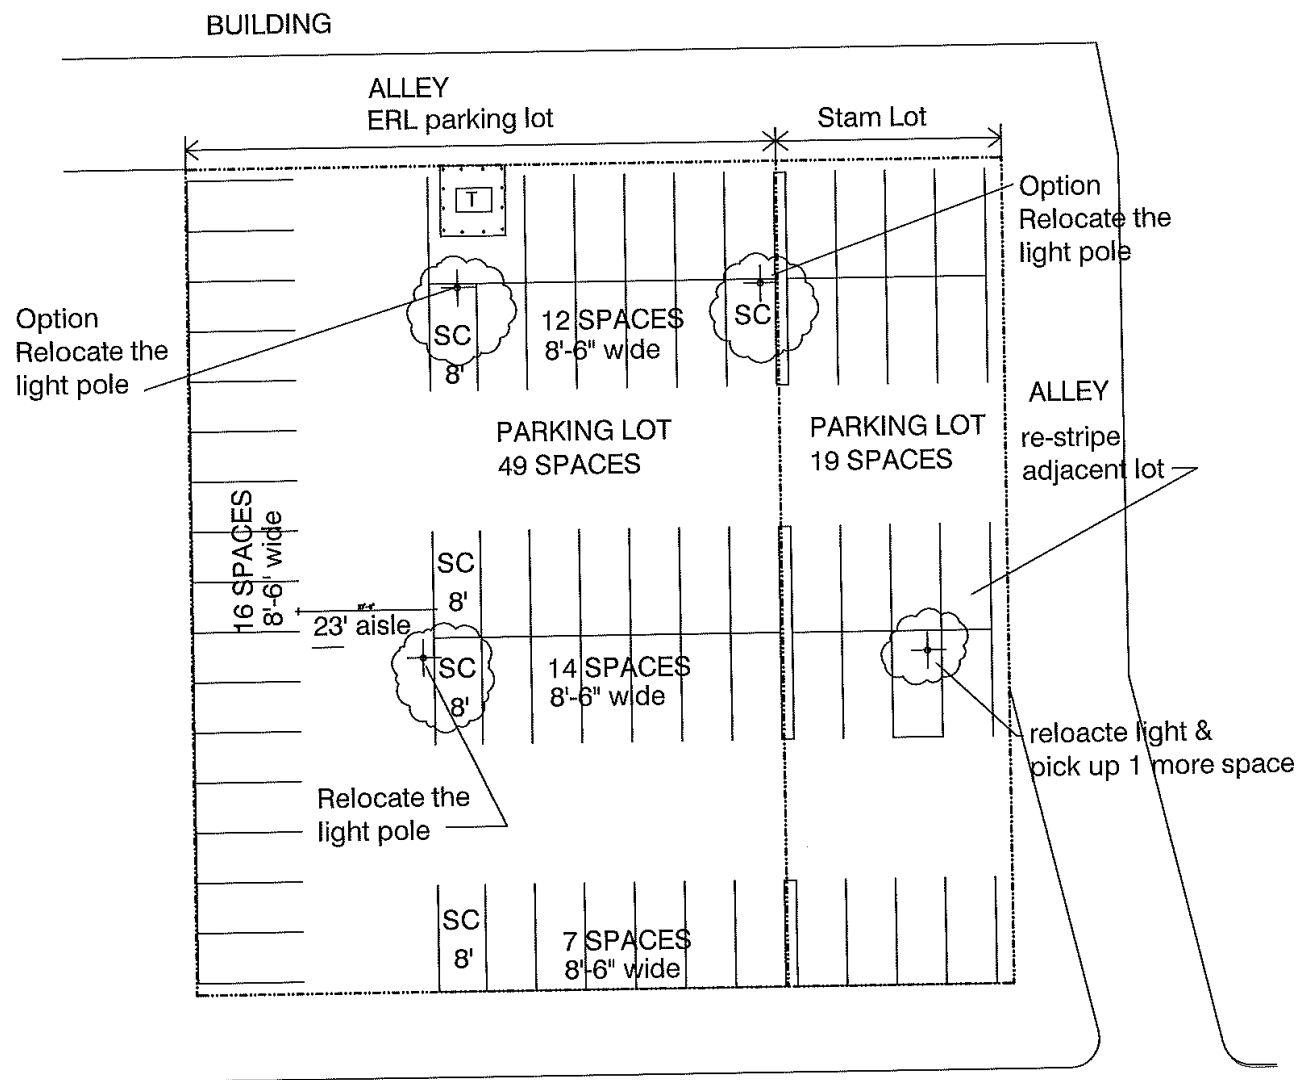 BUILDING
ALLEY
ERL parking lot
Stam Lot
T
Option
Relocate the
light pole
Option
Relocate the
light pole
SC
8'
12 SPACES
8'-6" wide
SC
PARKING LOT
49 SPACES
PARKING LOT
19 SPACES
ALLEY
re-stripe
adjacent lot
16 SPACES
8'-6' wide
23' aisle
SC
8'
SC
8'
14 SPACES
8'-6" wide
reloacte light &
pick up 1 more space
Relocate the
light pole
SC
8'
7 SPACES
8'-6" wide